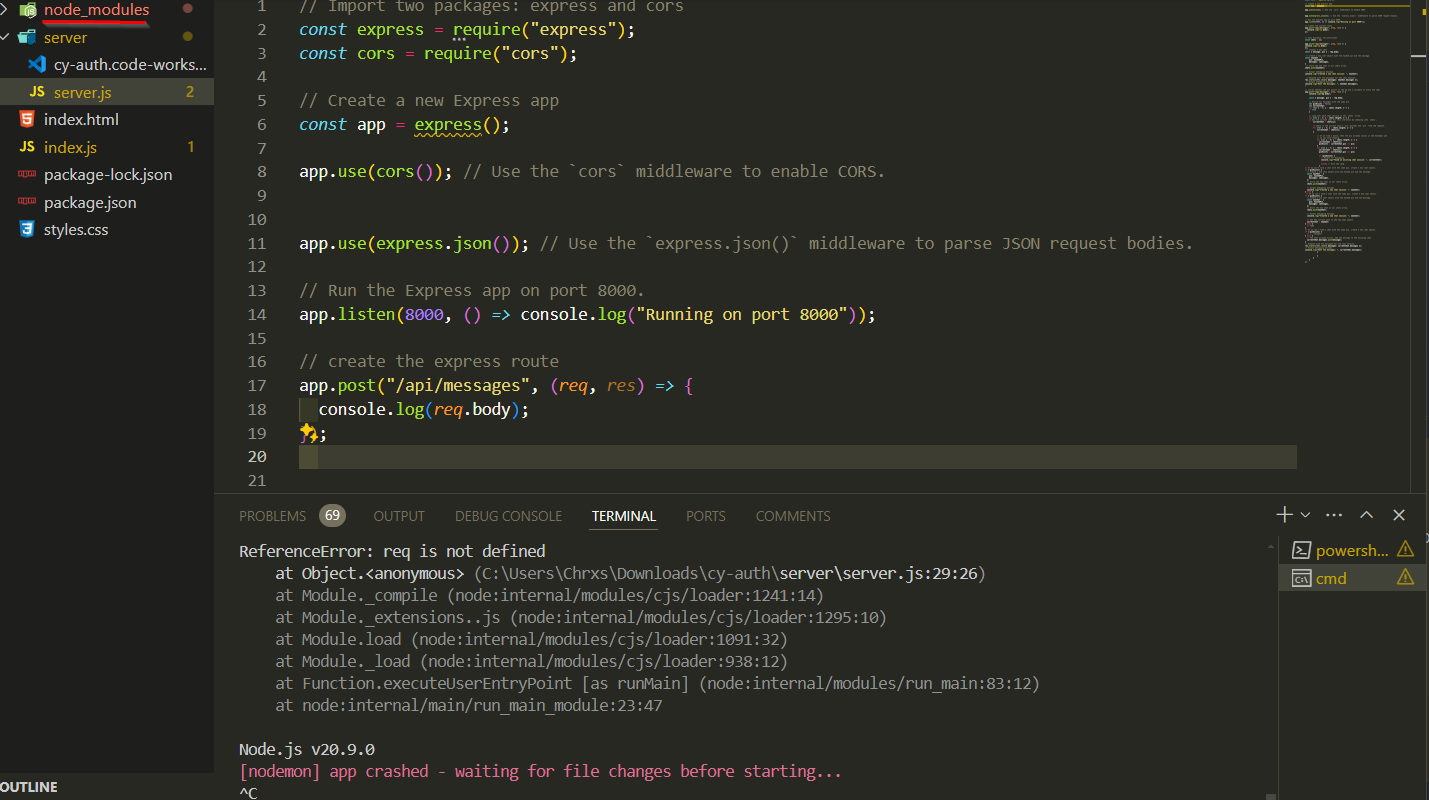 node_modules
server
cy-auth.code-works...
server.js 2
index.html
index.js 1
package-lock.json
package.json
styles.css
OUTLINE
1 // Import two packages: express and cors
2 const express = require("express");
3 const cors = require("cors");
4
5 // Create a new Express app
6 const app = express();
7
8 app.use(cors()); // Use the `cors` middleware to enable CORS.
9
10
11 app.use(express.json()); // Use the `express.json()` middleware to parse JSON request bodies.
12
13 // Run the Express app on port 8000.
14 app.listen(8000, () => console.log("Running on port 8000"));
15
16 // create the express route
17 app.post("/api/messages", (req, res) => {
18 console.log(req.body);
19 });
20
21
PROBLEMS 69 OUTPUT DEBUG CONSOLE TERMINAL PORTS COMMENTS
ReferenceError: req is not defined
at Object.<anonymous> (C:\Users\Chrxs\Downloads\cy-auth\server\server.js:29:26)
at Module._compile (node:internal/modules/cjs/loader:1241:14)
at Module._extensions..js (node:internal/modules/cjs/loader:1295:10)
at Module.load (node:internal/modules/cjs/loader:1091:32)
at Module._load (node:internal/modules/cjs/loader:938:12)
at Function.executeUserEntryPoint [as runMain] (node:internal/modules/run_main:83:12)
at node:internal/main/run_main_module:23:47
Node.js v20.9.0
[nodemon] app crashed - waiting for file changes before starting...
^C
powersh...
cmd